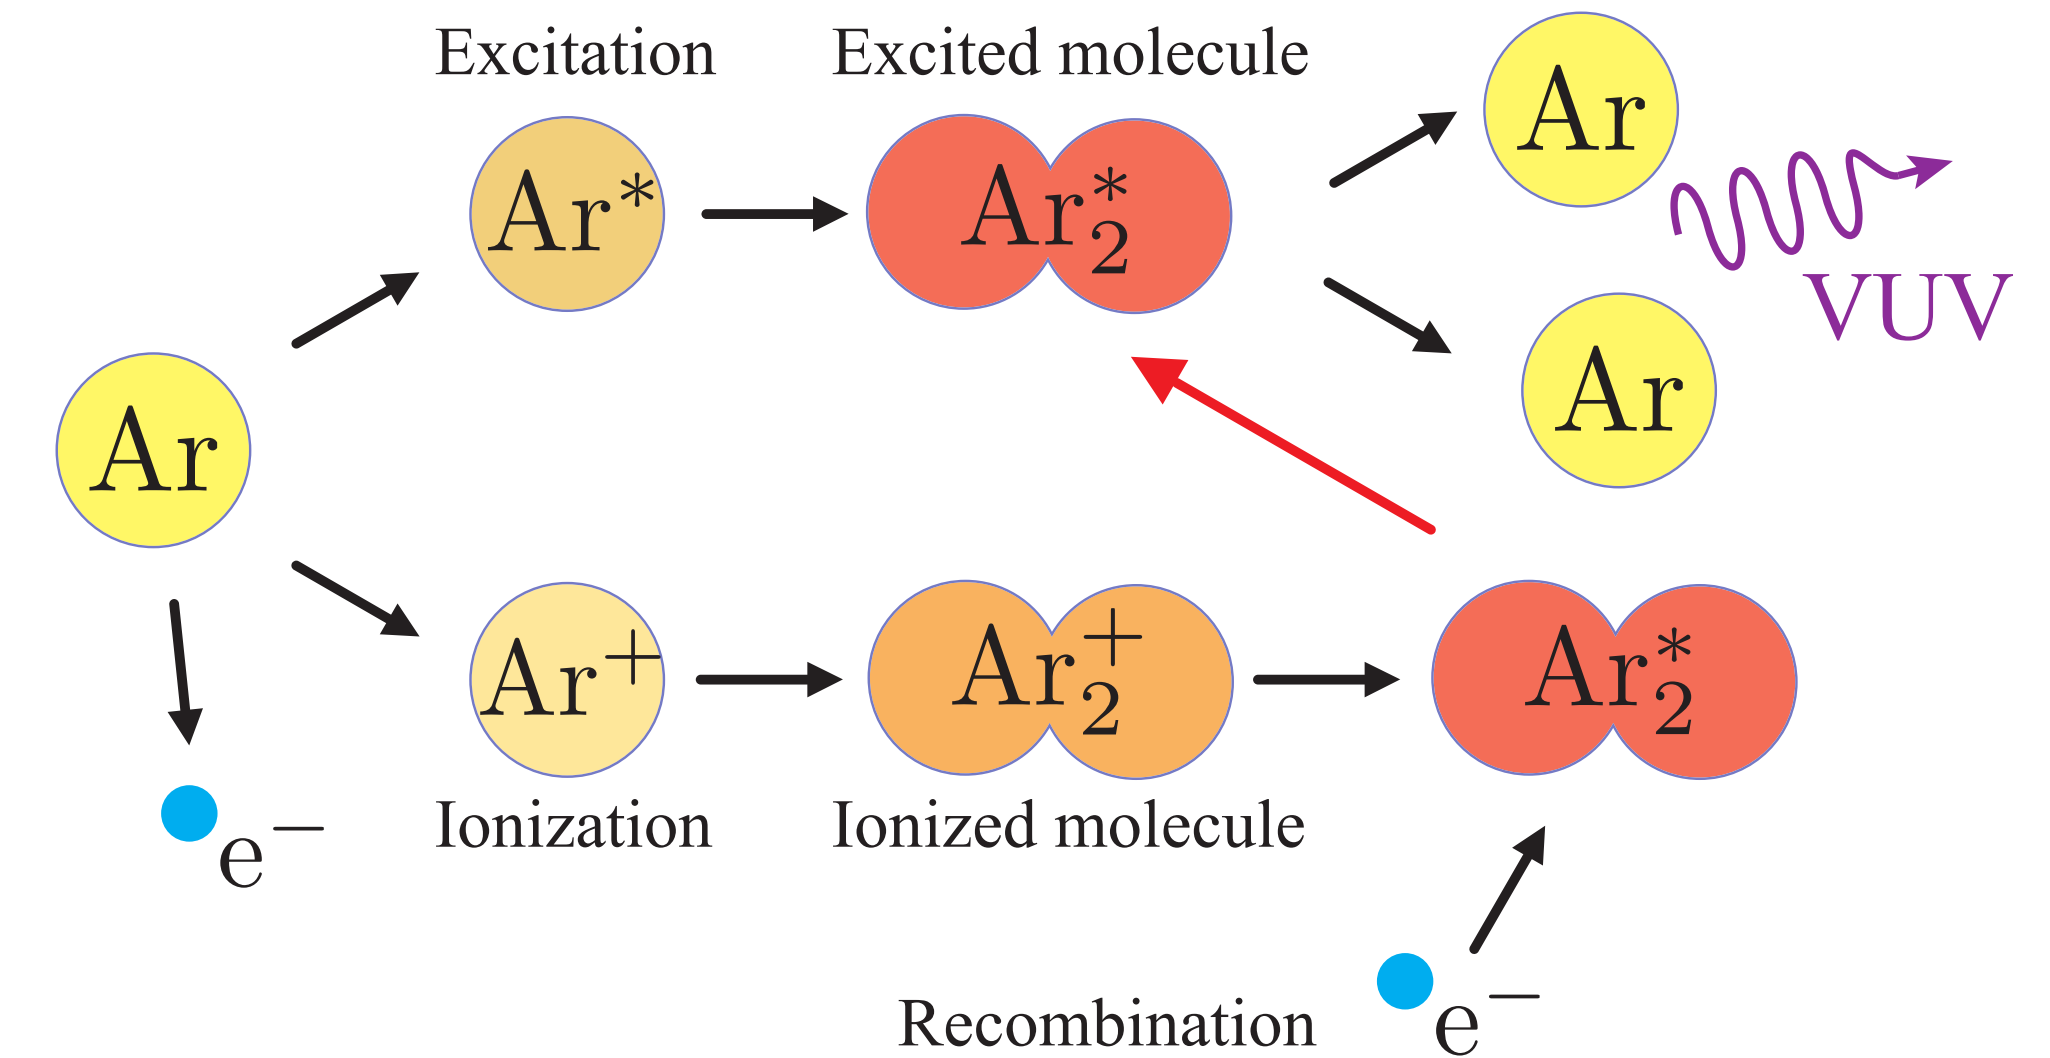 Excitation
Excited molecule
Ar
Ar*
Ar₂*
VUV
Ar
Ar
Ar⁺
Ar₂⁺
Ar₂*
Ionization
Ionized molecule
e⁻
Recombination
e⁻